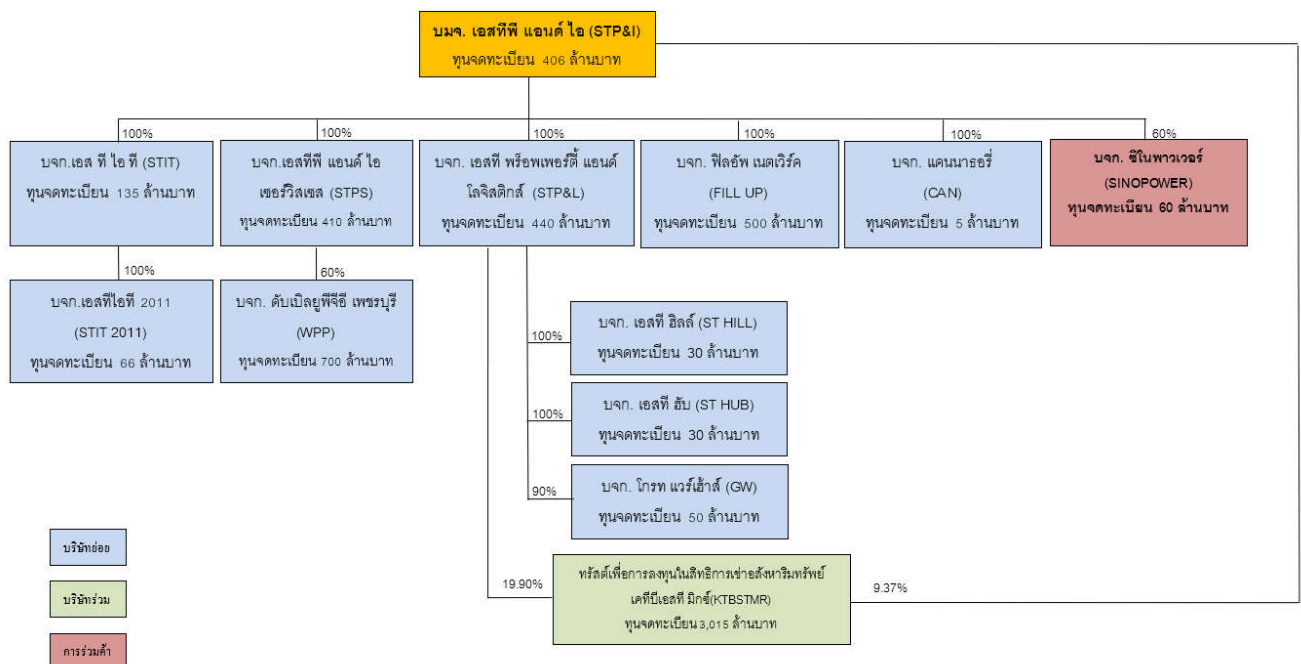 บมจ. เอสทีพี แอนด์ ไอ (STP&I)
ทุนจดทะเบียน 406 ล้านบาท
100%
100%
100%
100%
100%
60%
บจก.เอส ที ไอ ที (STIT)
ทุนจดทะเบียน 135 ล้านบาท
บจก.เอสทีพี แอนด์ ไอ
เซอร์วิสเซส (STPS)
ทุนจดทะเบียน 410 ล้านบาท
บจก. เอสที พร็อพเพอร์ตี้ แอนด์
โลจิสติกส์ (STP&L)
ทุนจดทะเบียน 440 ล้านบาท
บจก. ฟิลอัพ เนตเวิร์ค
(FILL UP)
ทุนจดทะเบียน 500 ล้านบาท
บจก. แคนนาธอรี่
(CAN)
ทุนจดทะเบียน 5 ล้านบาท
บจก. ซิโนพาวเวอร์
(SINOPOWER)
ทุนจดทะเบียน 60 ล้านบาท
100%
60%
บจก.เอสทีไอที 2011
(STIT 2011)
ทุนจดทะเบียน 66 ล้านบาท
บจก. ดับเบิลยูพีจีอี เพชรบุรี
(WPP)
ทุนจดทะเบียน 700 ล้านบาท
100%
บจก. เอสที ฮิลล์ (ST HILL)
ทุนจดทะเบียน 30 ล้านบาท
100%
บจก. เอสที ฮับ (ST HUB)
ทุนจดทะเบียน 30 ล้านบาท
90%
บจก. โกรท แวร์เฮ้าส์ (GW)
ทุนจดทะเบียน 50 ล้านบาท
19.90%
ทรัสต์เพื่อการลงทุนในสิทธิการเช่าอสังหาริมทรัพย์
เคทีบีเอสที มิกซ์(KTBSTMR)
ทุนจดทะเบียน 3,015 ล้านบาท
9.37%
บริษัทย่อย
บริษัทร่วม
การร่วมค้า